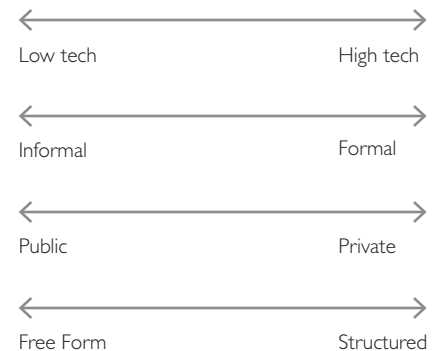 Low tech High tech
Informal Formal
Public Private
Free Form Structured